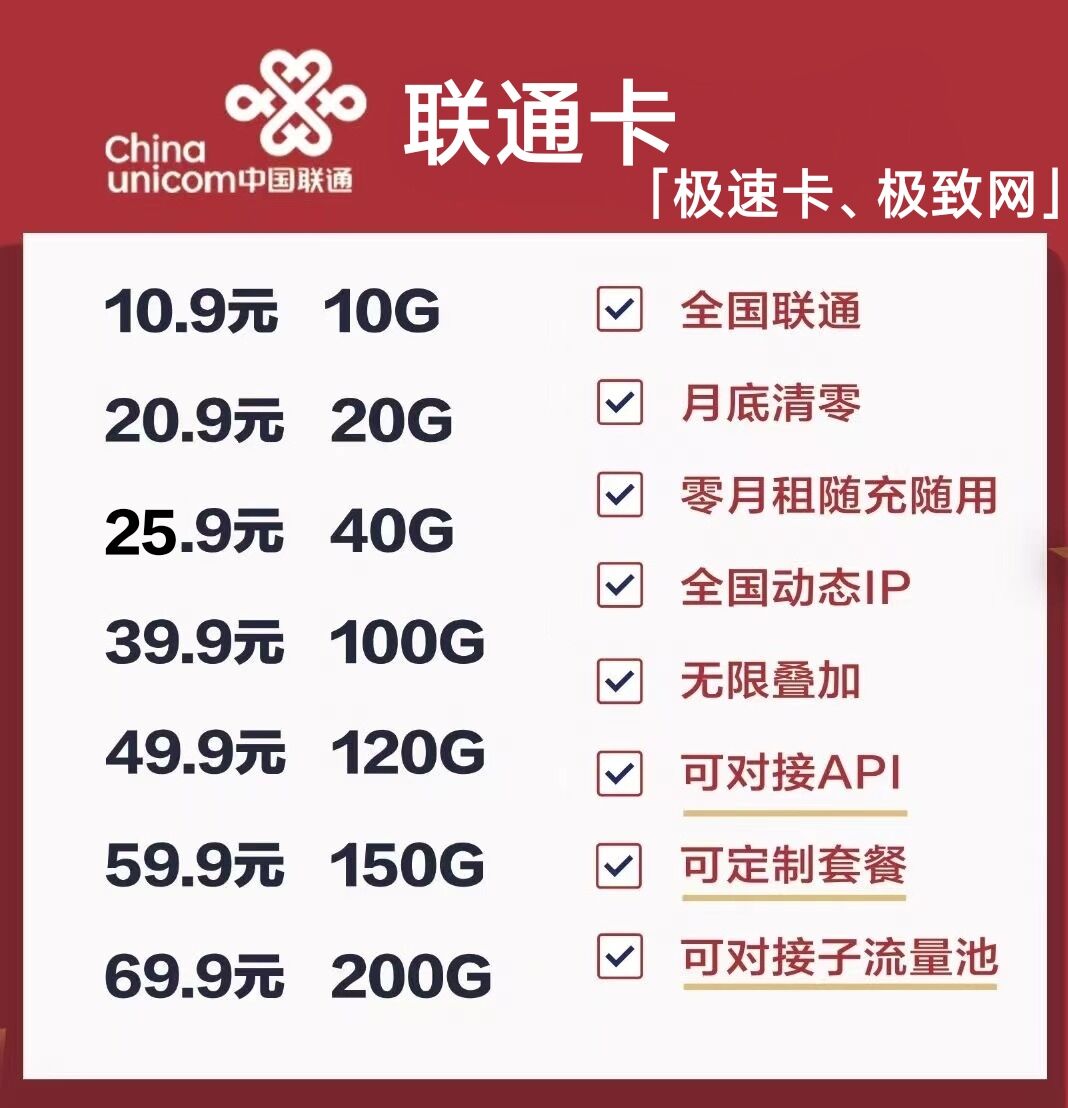 China
unicom中国联通
联通卡
「极速卡、极致网」
10.9元 10G
20.9元 20G
25.9元 40G
39.9元 100G
49.9元 120G
59.9元 150G
69.9元 200G
全国联通
月底清零
零月租随充随用
全国动态IP
无限叠加
可对接API
可定制套餐
可对接子流量池